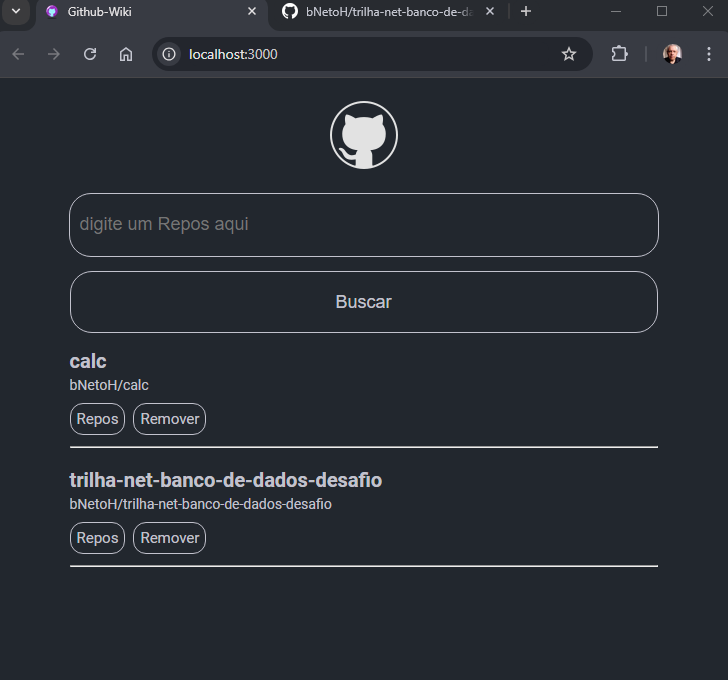 Github-Wiki
bNetoH/trilha-net-banco-de-da
localhost:3000
digite um Repos aqui
Buscar
calc
bNetoH/calc
Repos Remover
trilha-net-banco-de-dados-desafio
bNetoH/trilha-net-banco-de-dados-desafio
Repos Remover